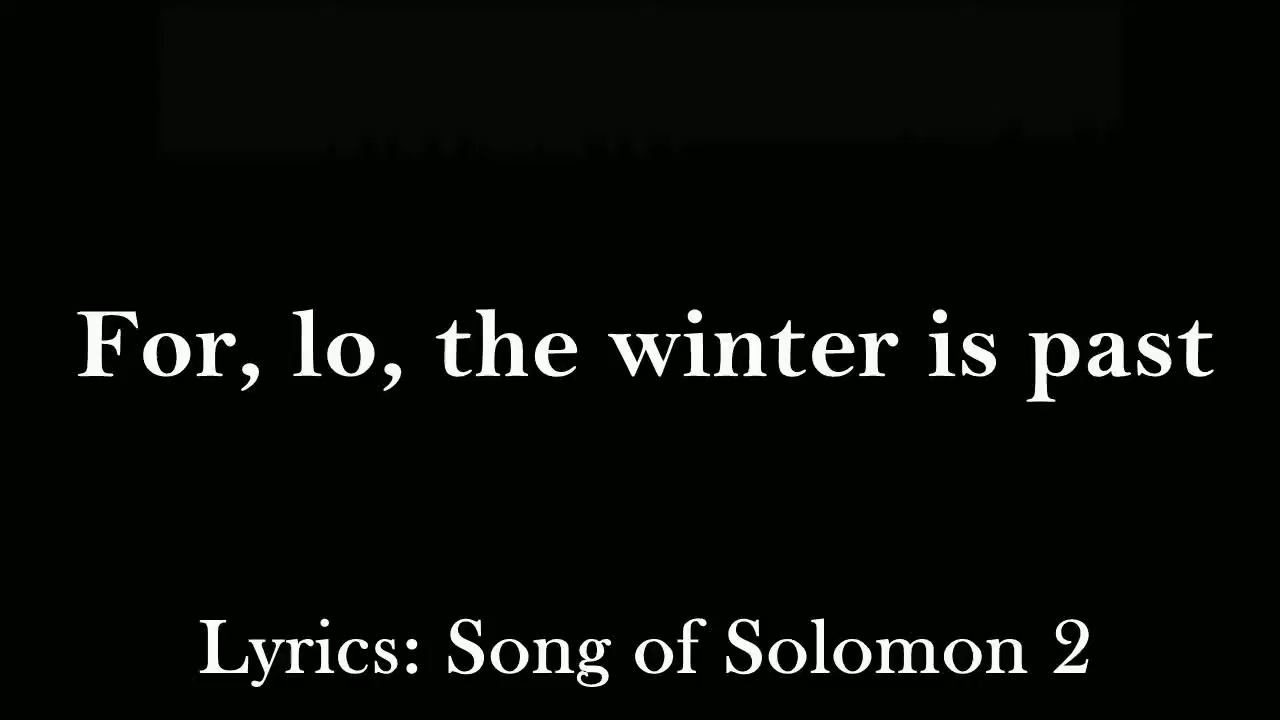 For, lo, the winter is past
Lyrics: Song of Solomon 2